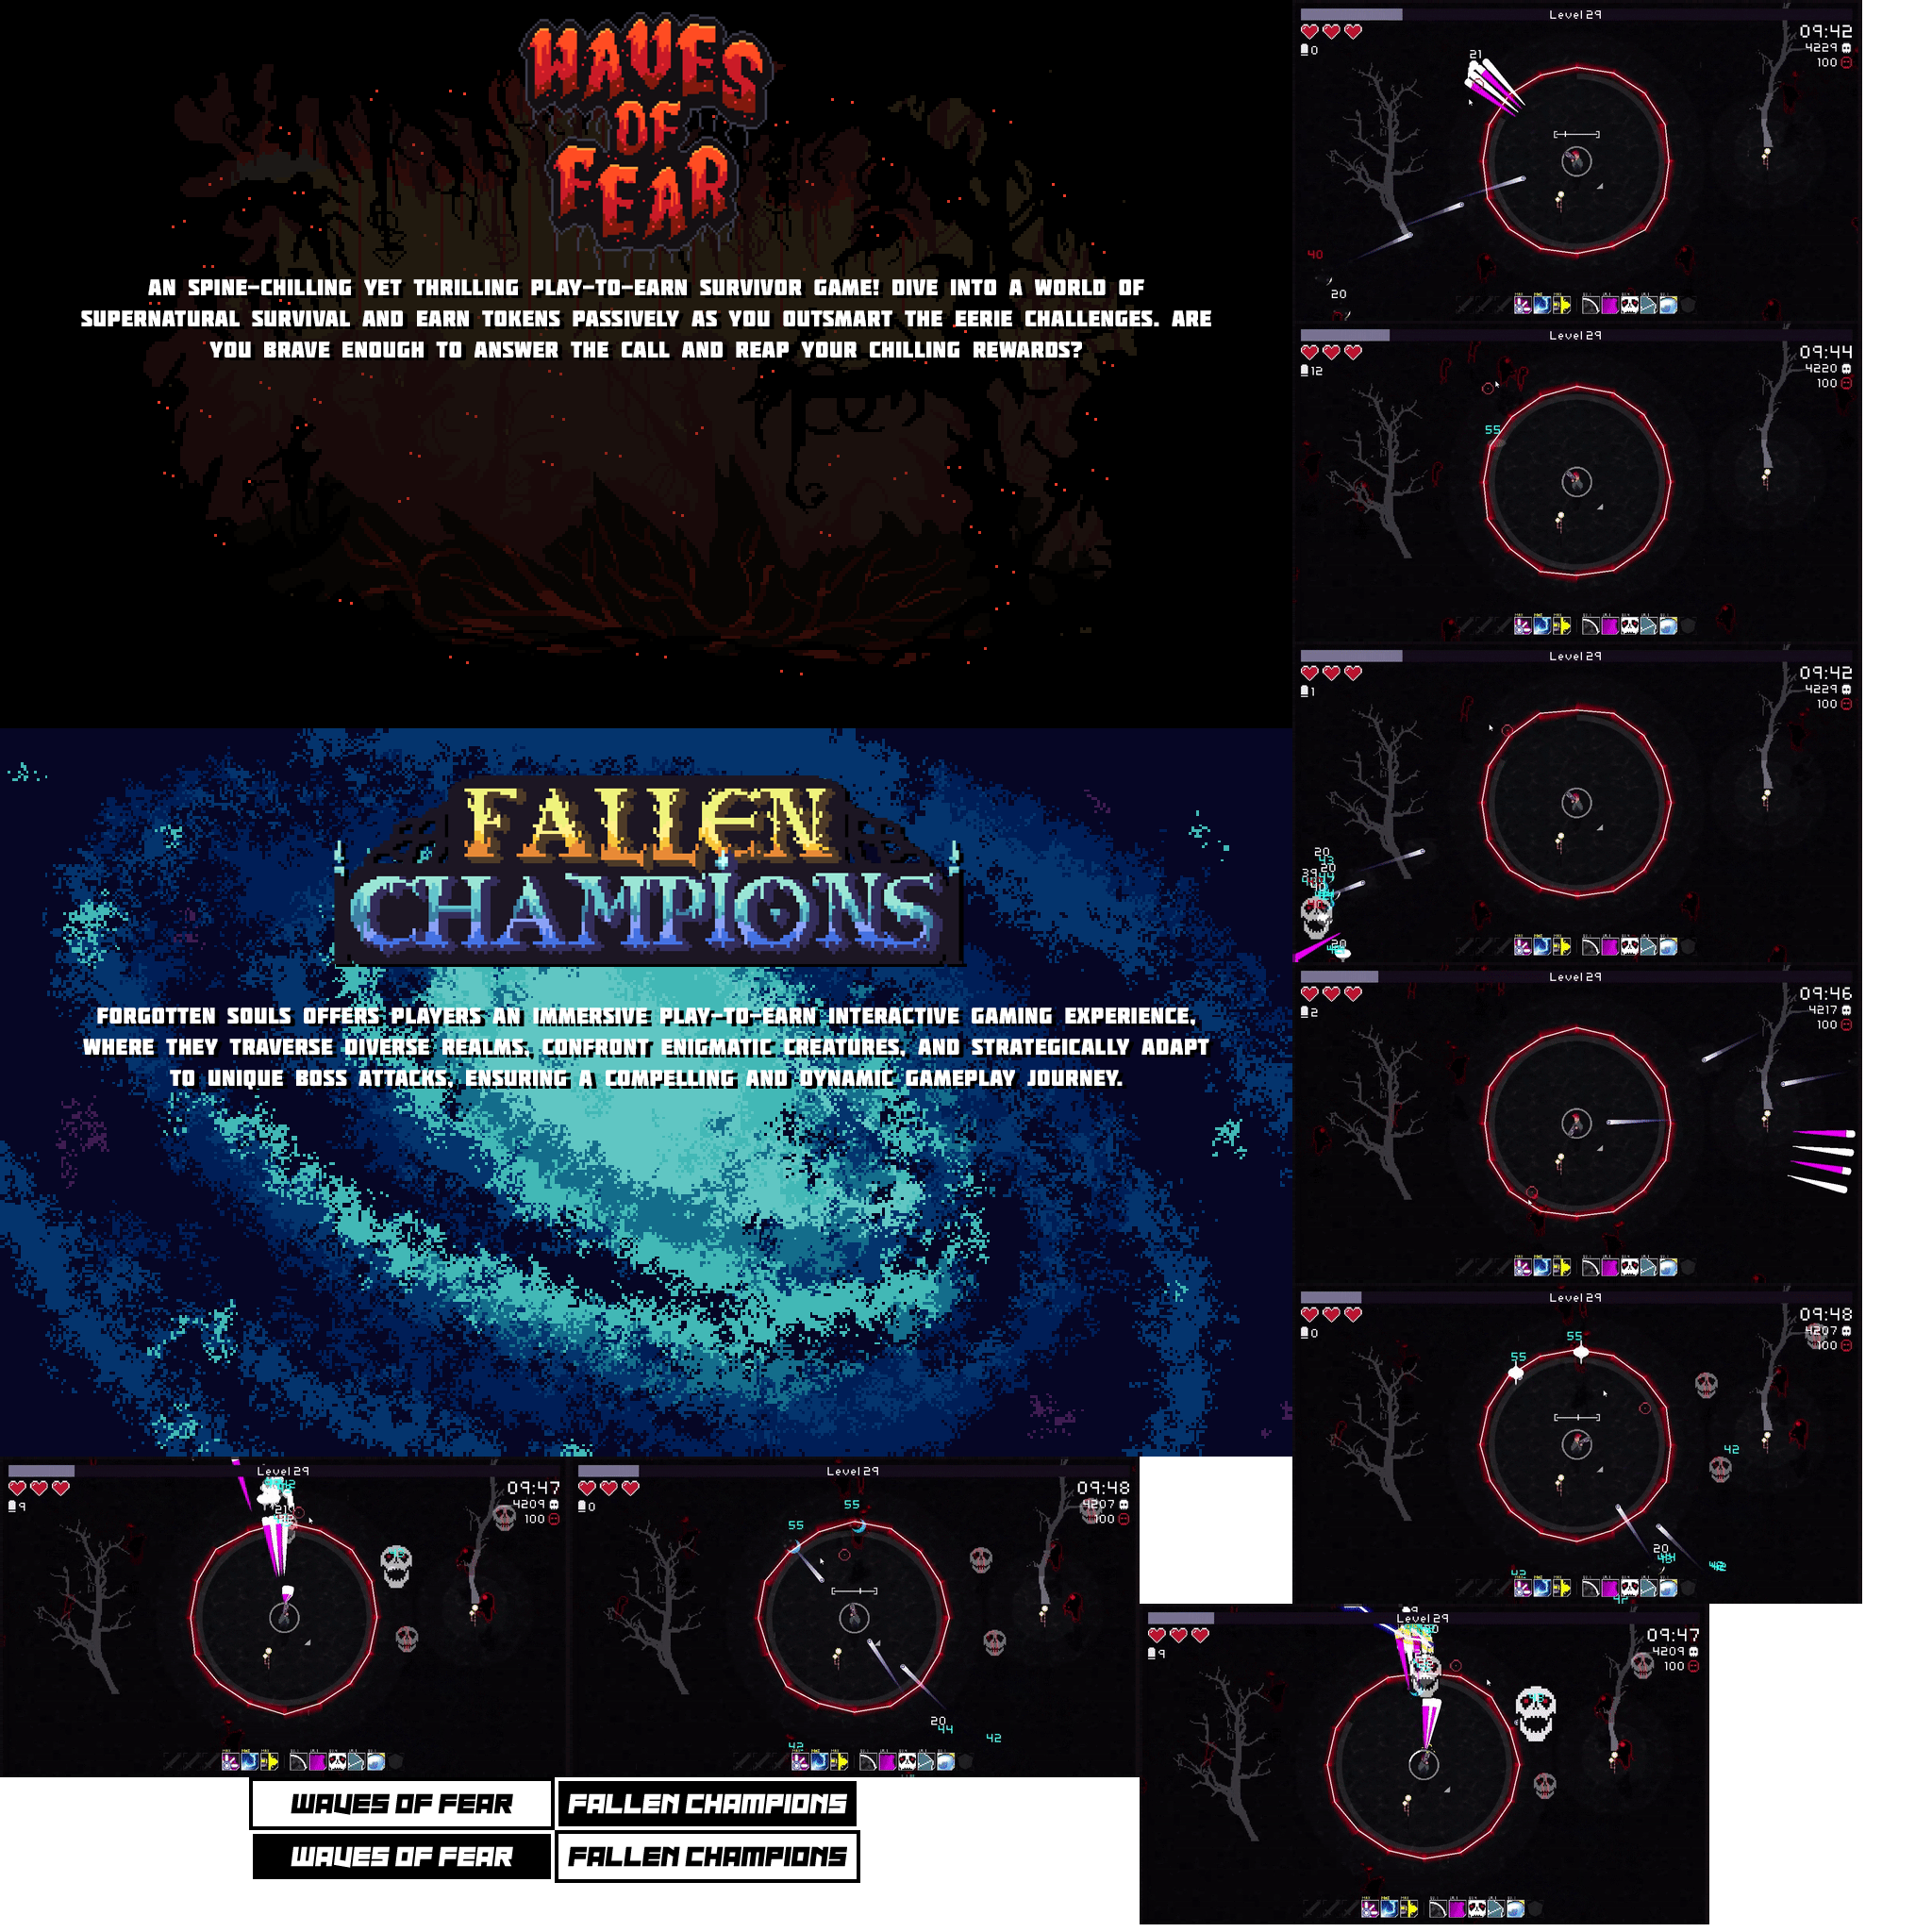 WAVES
OF
FEAR
AN SPINE-CHILLING YET THRILLING PLAY-TO-EARN SURVIVOR GAME! DIVE INTO A WORLD OF
SUPERNATURAL SURVIVAL AND EARN TOKENS PASSIVELY AS YOU OUTSMART THE EERIE CHALLENGES. ARE
YOU BRAVE ENOUGH TO ANSWER THE CALL AND REAP YOUR CHILLING REWARDS?
FALLEN
CHAMPIONS
FORGOTTEN SOULS OFFERS PLAYERS AN IMMERSIVE PLAY-TO-EARN INTERACTIVE GAMING EXPERIENCE,
WHERE THEY TRAVERSE DIVERSE REALMS, CONFRONT ENIGMATIC CREATURES, AND STRATEGICALLY ADAPT
TO UNIQUE BOSS ATTACKS, ENSURING A COMPELLING AND DYNAMIC GAMEPLAY JOURNEY.
Level 29
09:42
4229
0
100
21
40
20
Level 29
09:44
4220
12
100
55
Level 29
09:42
4229
1
100
20
43
20
20
Level 29
09:46
4217
2
100
Level 29
09:48
4207
0
100
55
55
42
20
44
42
Level 29
09:47
4209
9
100
21
Level 29
09:48
4207
0
100
55
55
20
44
42
42
Level 29
09:47
4209
9
100
WAVES OF FEAR
FALLEN CHAMPIONS
WAVES OF FEAR
FALLEN CHAMPIONS